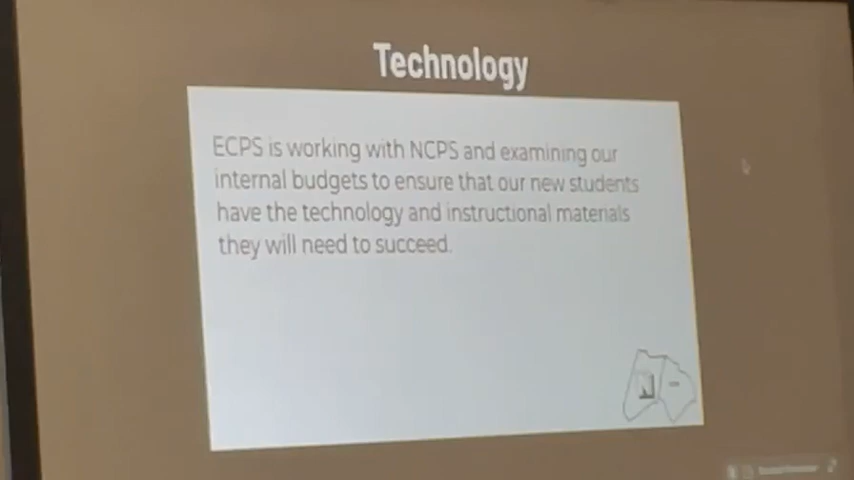 Technology
ECPS is working with NCPS and examining our
internal budgets to ensure that our new students
have the technology and instructional materials
they will need to succeed.